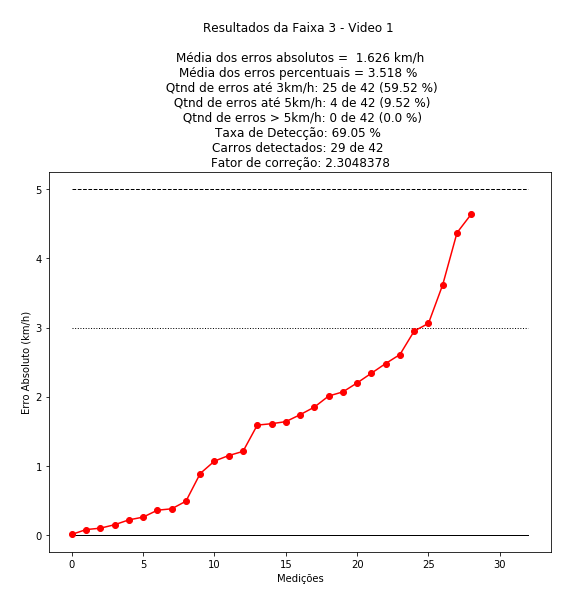 Resultados da Faixa 3 - Video 1
Média dos erros absolutos =  1.626 km/h
Média dos erros percentuais = 3.518 %
Qtnd de erros até 3km/h: 25 de 42 (59.52 %)
Qtnd de erros até 5km/h: 4 de 42 (9.52 %)
Qtnd de erros > 5km/h: 0 de 42 (0.0 %)
Taxa de Detecção: 69.05 %
Carros detectados: 29 de 42
Fator de correção: 2.3048378
5
4
3
2
1
0
Erro Absoluto (km/h)
0 5 10 15 20 25 30
Medições